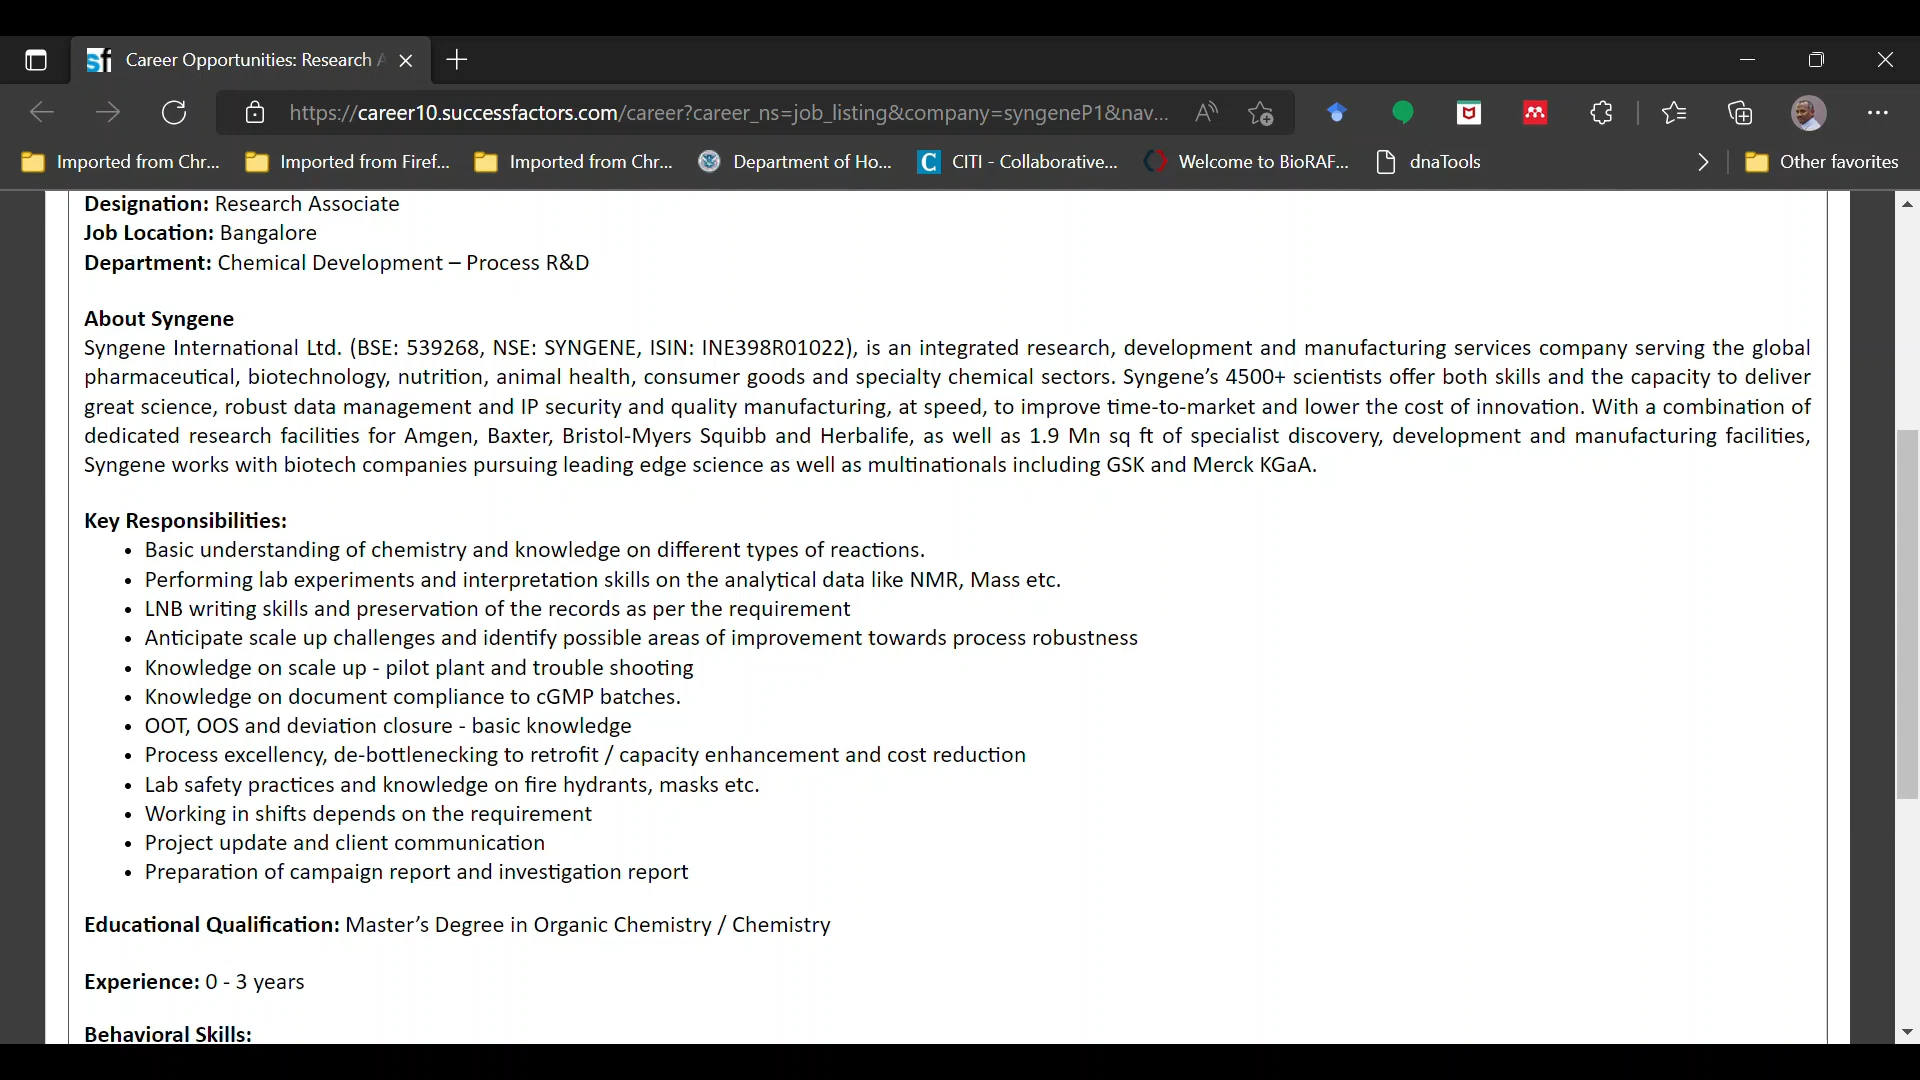 Career Opportunities: Research A
https://career10.successfactors.com/career?career_ns=job_listing&company=syngeneP1&nav...
Imported from Chr... Imported from Firef... Imported from Chr... Department of Ho... C CITI - Collaborative... Welcome to BioRAF... dnaTools Other favorites
Designation: Research Associate
Job Location: Bangalore
Department: Chemical Development – Process R&D
About Syngene
Syngene International Ltd. (BSE: 539268, NSE: SYNGENE, ISIN: INE398R01022), is an integrated research, development and manufacturing services company serving the global
pharmaceutical, biotechnology, nutrition, animal health, consumer goods and specialty chemical sectors. Syngene’s 4500+ scientists offer both skills and the capacity to deliver
great science, robust data management and IP security and quality manufacturing, at speed, to improve time-to-market and lower the cost of innovation. With a combination of
dedicated research facilities for Amgen, Baxter, Bristol-Myers Squibb and Herbalife, as well as 1.9 Mn sq ft of specialist discovery, development and manufacturing facilities,
Syngene works with biotech companies pursuing leading edge science as well as multinationals including GSK and Merck KGaA.
Key Responsibilities:
• Basic understanding of chemistry and knowledge on different types of reactions.
• Performing lab experiments and interpretation skills on the analytical data like NMR, Mass etc.
• LNB writing skills and preservation of the records as per the requirement
• Anticipate scale up challenges and identify possible areas of improvement towards process robustness
• Knowledge on scale up - pilot plant and trouble shooting
• Knowledge on document compliance to cGMP batches.
• OOT, OOS and deviation closure - basic knowledge
• Process excellency, de-bottlenecking to retrofit / capacity enhancement and cost reduction
• Lab safety practices and knowledge on fire hydrants, masks etc.
• Working in shifts depends on the requirement
• Project update and client communication
• Preparation of campaign report and investigation report
Educational Qualification: Master’s Degree in Organic Chemistry / Chemistry
Experience: 0 - 3 years
Behavioral Skills: